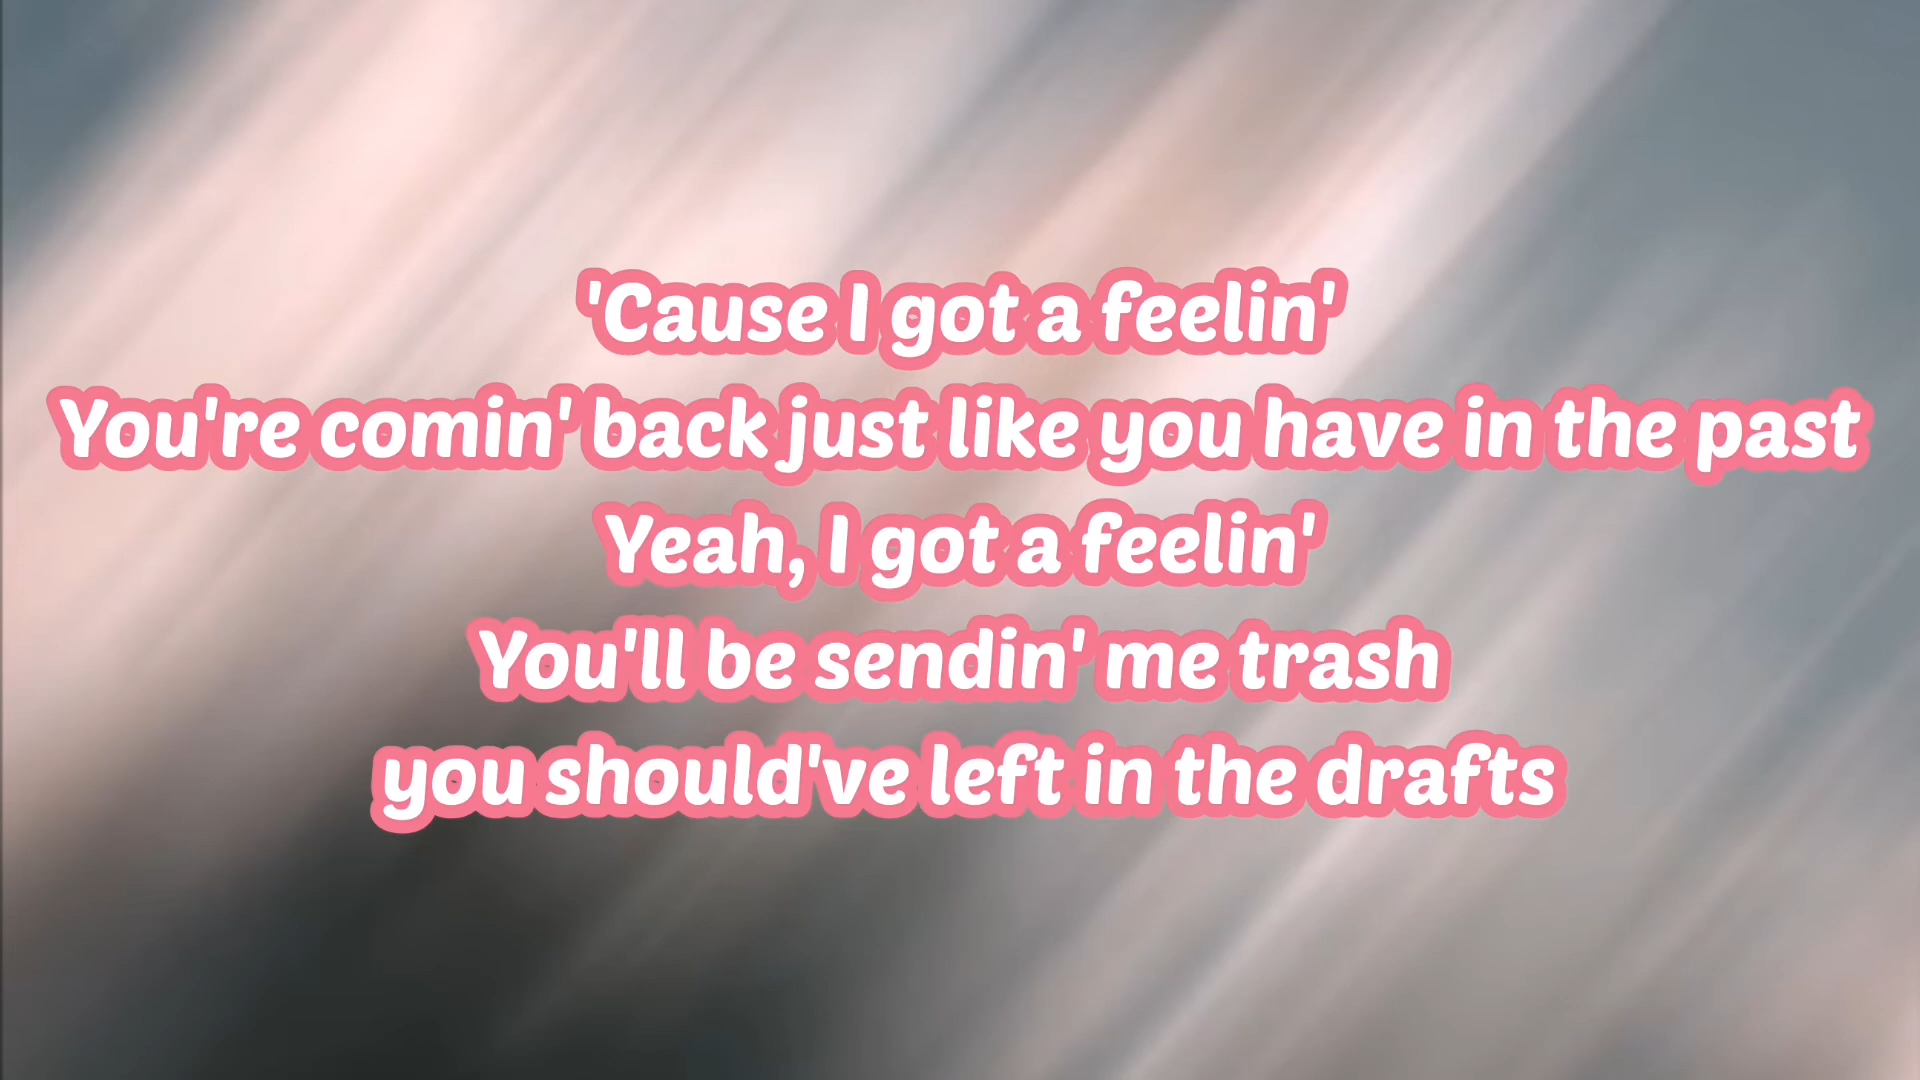 'Cause I got a feelin'
You're comin' back just like you have in the past
Yeah, I got a feelin'
You'll be sendin' me trash
you should've left in the drafts